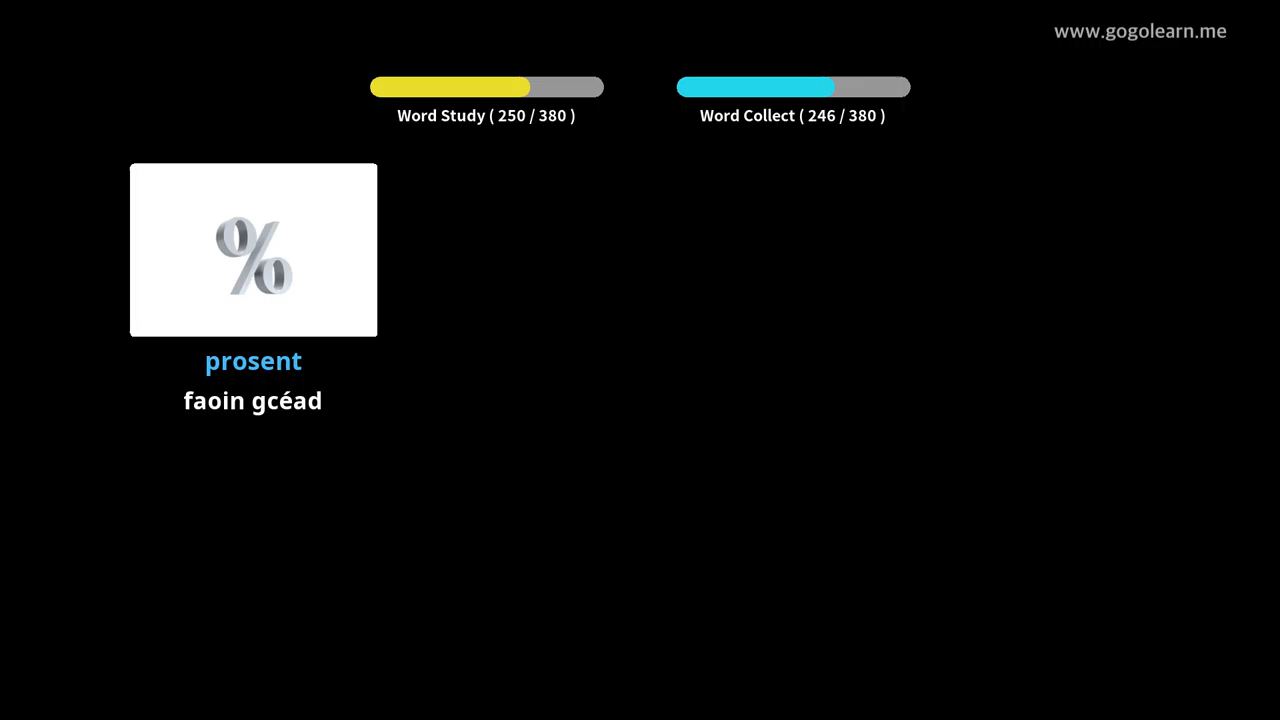 www.gogolearn.me
Word Study ( 250 / 380 )
Word Collect ( 246 / 380 )
%
prosent
faoin gcéad